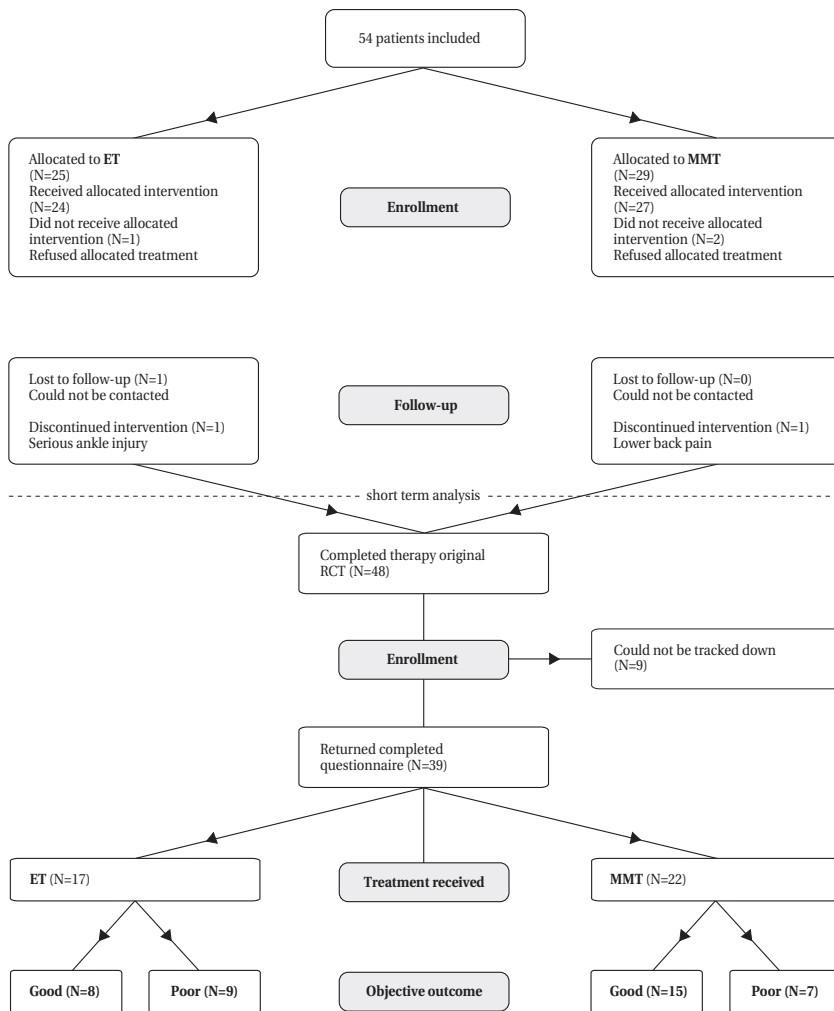 54 patients included
Allocated to ET
(N=25)
Received allocated intervention
(N=24)
Did not receive allocated
intervention (N=1)
Refused allocated treatment
Enrollment
Allocated to MMT
(N=29)
Received allocated intervention
(N=27)
Did not receive allocated
intervention (N=2)
Refused allocated treatment
Lost to follow-up (N=1)
Could not be contacted
Discontinued intervention (N=1)
Serious ankle injury
Follow-up
Lost to follow-up (N=0)
Could not be contacted
Discontinued intervention (N=1)
Lower back pain
short term analysis
Completed therapy original
RCT (N=48)
Enrollment
Could not be tracked down
(N=9)
Returned completed
questionnaire (N=39)
ET (N=17)
Treatment received
MMT (N=22)
Good (N=8)
Poor (N=9)
Objective outcome
Good (N=15)
Poor (N=7)